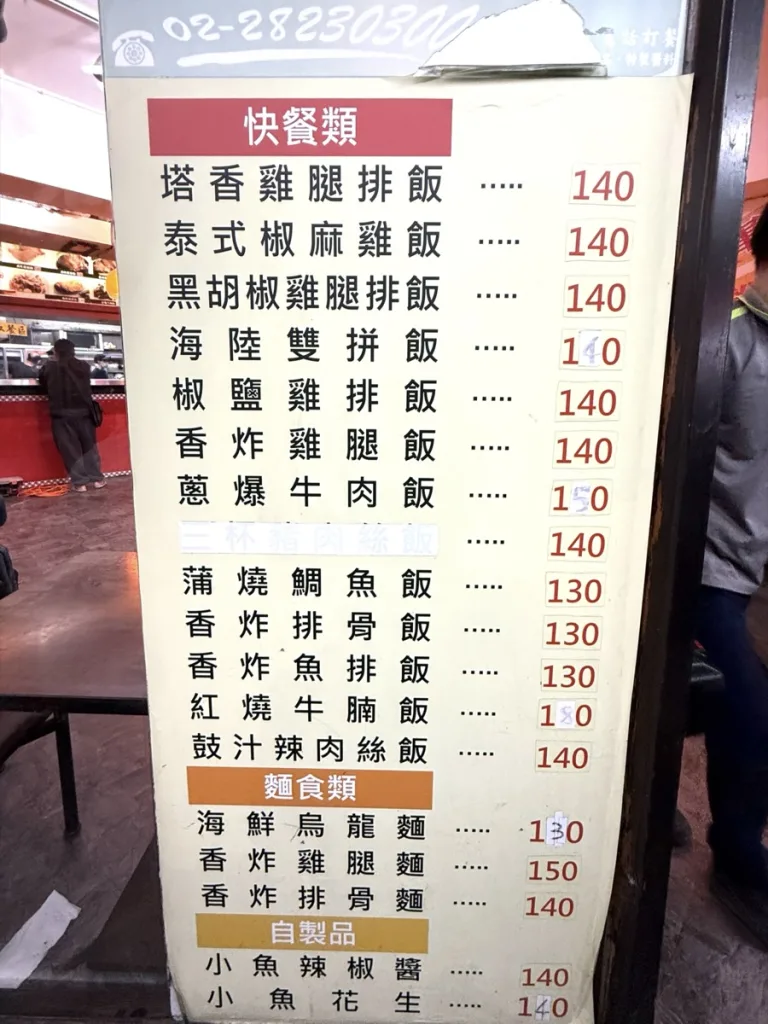 02-28230300
快餐類
塔香雞腿排飯 ····· 140
泰式椒麻雞飯 ····· 140
黑胡椒雞腿排飯 ····· 140
海陸雙拼飯 ····· 140
椒鹽雞排飯 ····· 140
香炸雞腿飯 ····· 140
蔥爆牛肉飯 ····· 150
三杯豬肉絲飯 ····· 140
蒲燒鯛魚飯 ····· 130
香炸排骨飯 ····· 130
香炸魚排飯 ····· 130
紅燒牛腩飯 ····· 180
鼓汁辣肉絲飯 ····· 140
麵食類
海鮮烏龍麵 ····· 130
香炸雞腿麵 ····· 150
香炸排骨麵 ····· 140
自製品
小魚辣椒醬 ····· 140
小魚花生 ····· 140